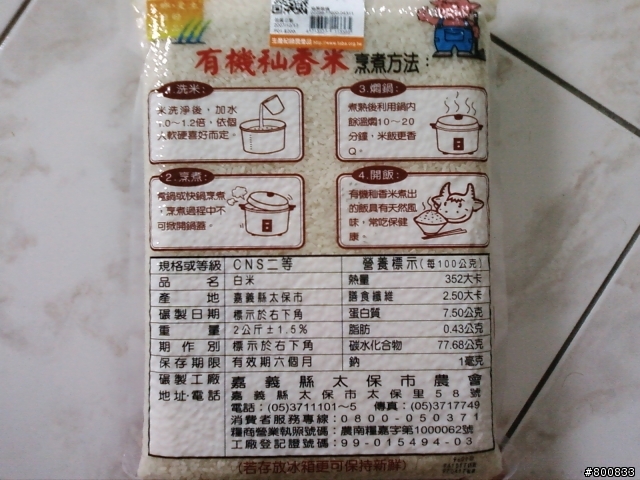 有機秈香米 烹煮方法:
1.洗米:
米洗淨後,加水
1.0～1.2倍,依個
人軟硬喜好而定。
2.烹煮:
電鍋或快鍋烹煮
,烹煮過程中不
可掀開鍋蓋。
3.燜鍋:
煮熟後利用鍋內
餘溫燜10～20
分鐘,米飯更香
Q。
4.開飯:
有機秈香米煮出
的飯具有天然風
味,常吃保健
康。
規格或等級 CNS二等
品名 白米
產地 嘉義縣太保市
碾製日期 標示於右下角
重量 2公斤±1.5%
期作別 標示於右下角
保存期限 有效期六個月
營養標示(每100公克)
熱量 352大卡
膳食纖維 2.50大卡
蛋白質 7.50公克
脂肪 0.43公克
碳水化合物 77.68公克
鈉 1毫克
碾製工廠 嘉義縣太保市農會
地址·電話 嘉義縣太保市太保里58號
電話:(05)3711101～5 傳真:(05)3717749
消費者服務專線:0800-050371
糧商營業執照號碼:農南糧嘉字第1000062號
工廠登記證號碼:99-015494-03
(若存放冰箱更可保持新鮮)
#800833